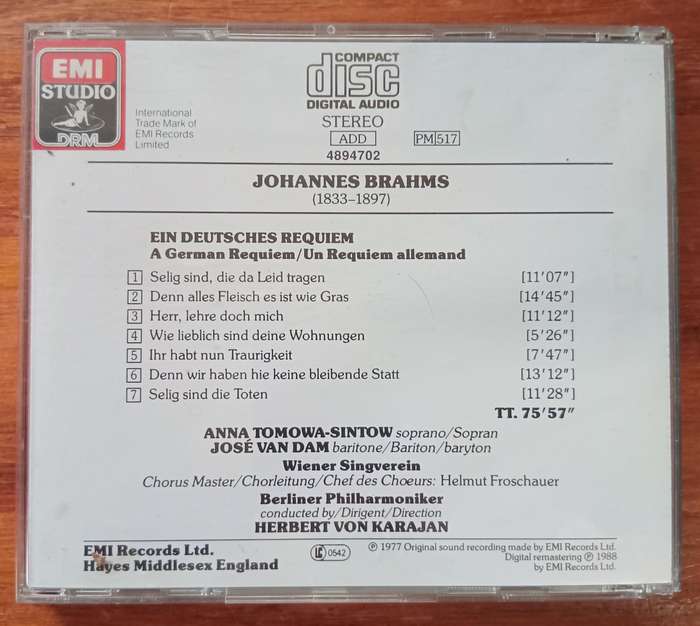 EMI
STUDIO
DRM
International
Trade Mark of
EMI Records
Limited
COMPACT
disc
DIGITAL AUDIO
STEREO
ADD
PM 517
4894702
JOHANNES BRAHMS
(1833–1897)
EIN DEUTSCHES REQUIEM
A German Requiem/Un Requiem allemand
1 Selig sind, die da Leid tragen [11′07″]
2 Denn alles Fleisch es ist wie Gras [14′45″]
3 Herr, lehre doch mich [11′12″]
4 Wie lieblich sind deine Wohnungen [5′26″]
5 Ihr habt nun Traurigkeit [7′47″]
6 Denn wir haben hie keine bleibende Statt [13′12″]
7 Selig sind die Toten [11′28″]
TT. 75′57″
ANNA TOMOWA-SINTOW soprano/Sopran
JOSÉ VAN DAM baritone/Bariton/baryton
Wiener Singverein
Chorus Master/Chorleitung/Chef des Chœurs: Helmut Froschauer
Berliner Philharmoniker
conducted by/Dirigent/Direction
HERBERT VON KARAJAN
EMI Records Ltd.
Hayes Middlesex England
LC 0542
℗ 1977 Original sound recording made by EMI Records Ltd.
Digital remastering ℗ 1988
by EMI Records Ltd.